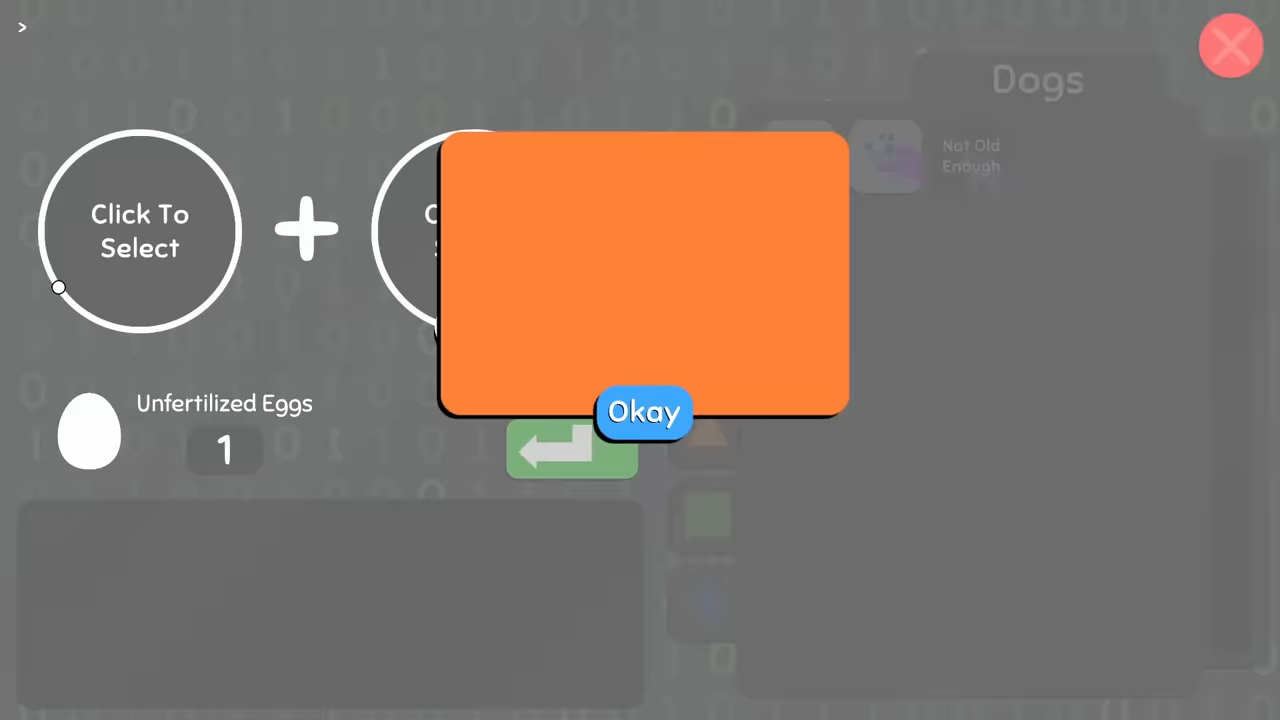 >
Dogs
Not Old
Enough
Click To
Select
Unfertilized Eggs
1
Okay